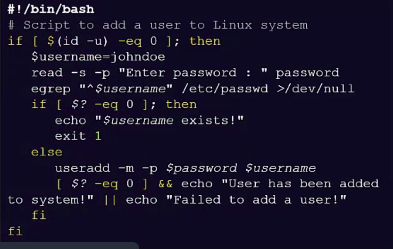 #!/bin/bash
# Script to add a user to Linux system
if [ $(id -u) -eq 0 ]; then
   $username=johndoe
   read -s -p "Enter password : " password
   egrep "^$username" /etc/passwd >/dev/null
   if [ $? -eq 0 ]; then
      echo "$username exists!"
      exit 1
   else
      useradd -m -p $password $username
      [ $? -eq 0 ] && echo "User has been added
to system!" || echo "Failed to add a user!"
   fi
fi